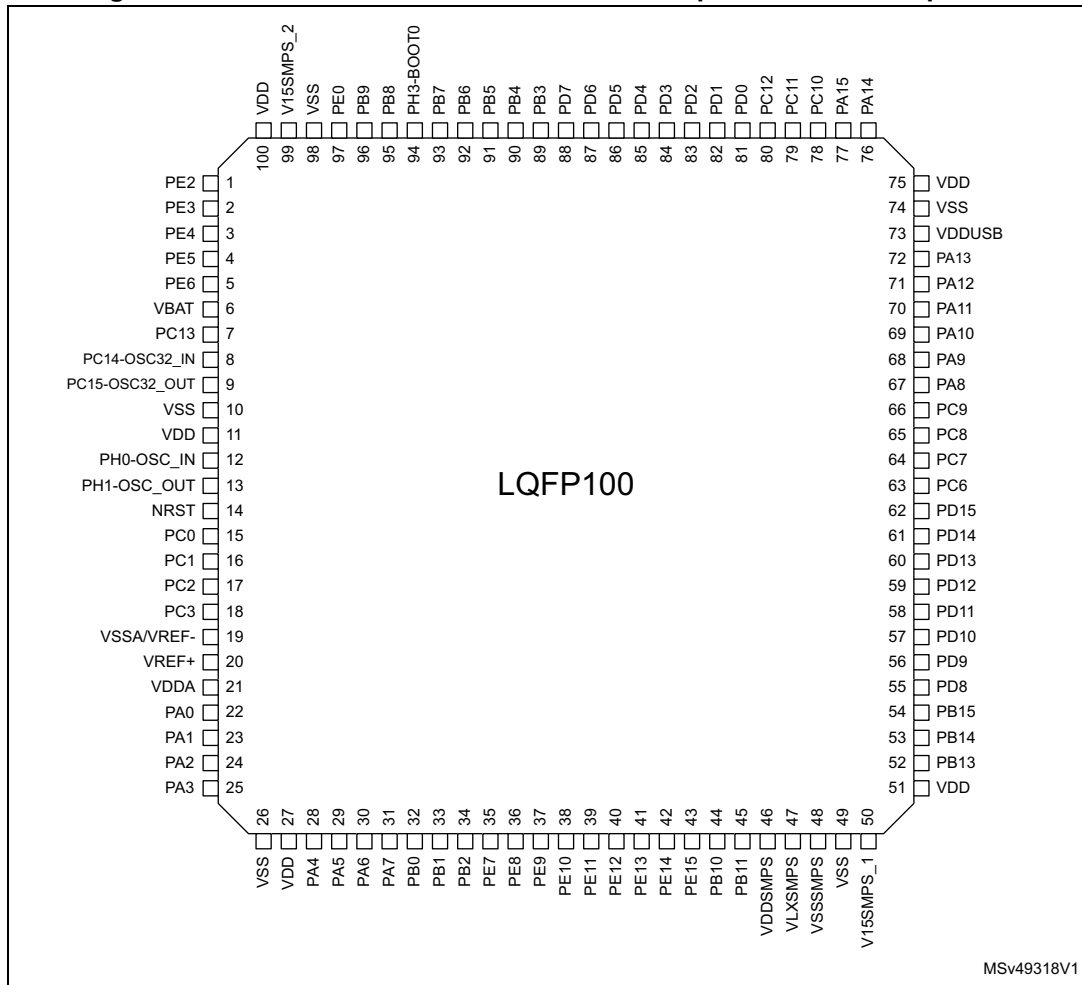 VDD
V15SMPS_2
VSS
PE0
PB9
PB8
PH3-BOOT0
PB7
PB6
PB5
PB4
PB3
PD7
PD6
PD5
PD4
PD3
PD2
PD1
PD0
PC12
PC11
PC10
PA15
PA14
100
99
98
97
96
95
94
93
92
91
90
89
88
87
86
85
84
83
82
81
80
79
78
77
76
PE2 1
PE3 2
PE4 3
PE5 4
PE6 5
VBAT 6
PC13 7
PC14-OSC32_IN 8
PC15-OSC32_OUT 9
VSS 10
VDD 11
PH0-OSC_IN 12
PH1-OSC_OUT 13
NRST 14
PC0 15
PC1 16
PC2 17
PC3 18
VSSA/VREF- 19
VREF+ 20
VDDA 21
PA0 22
PA1 23
PA2 24
PA3 25
LQFP100
75 VDD
74 VSS
73 VDDUSB
72 PA13
71 PA12
70 PA11
69 PA10
68 PA9
67 PA8
66 PC9
65 PC8
64 PC7
63 PC6
62 PD15
61 PD14
60 PD13
59 PD12
58 PD11
57 PD10
56 PD9
55 PD8
54 PB15
53 PB14
52 PB13
51 VDD
26
27
28
29
30
31
32
33
34
35
36
37
38
39
40
41
42
43
44
45
46
47
48
49
50
VSS
VDD
PA4
PA5
PA6
PA7
PB0
PB1
PB2
PE7
PE8
PE9
PE10
PE11
PE12
PE13
PE14
PE15
PB10
PB11
VDDSMPS
VLXSMPS
VSSSMPS
VSS
V15SMPS_1
MSv49318V1